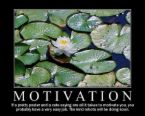 MOTIVATION
If a pretty poster and a cute saying are all it takes to motivate you, you
probably have a very easy job. The kind robots will be doing soon.